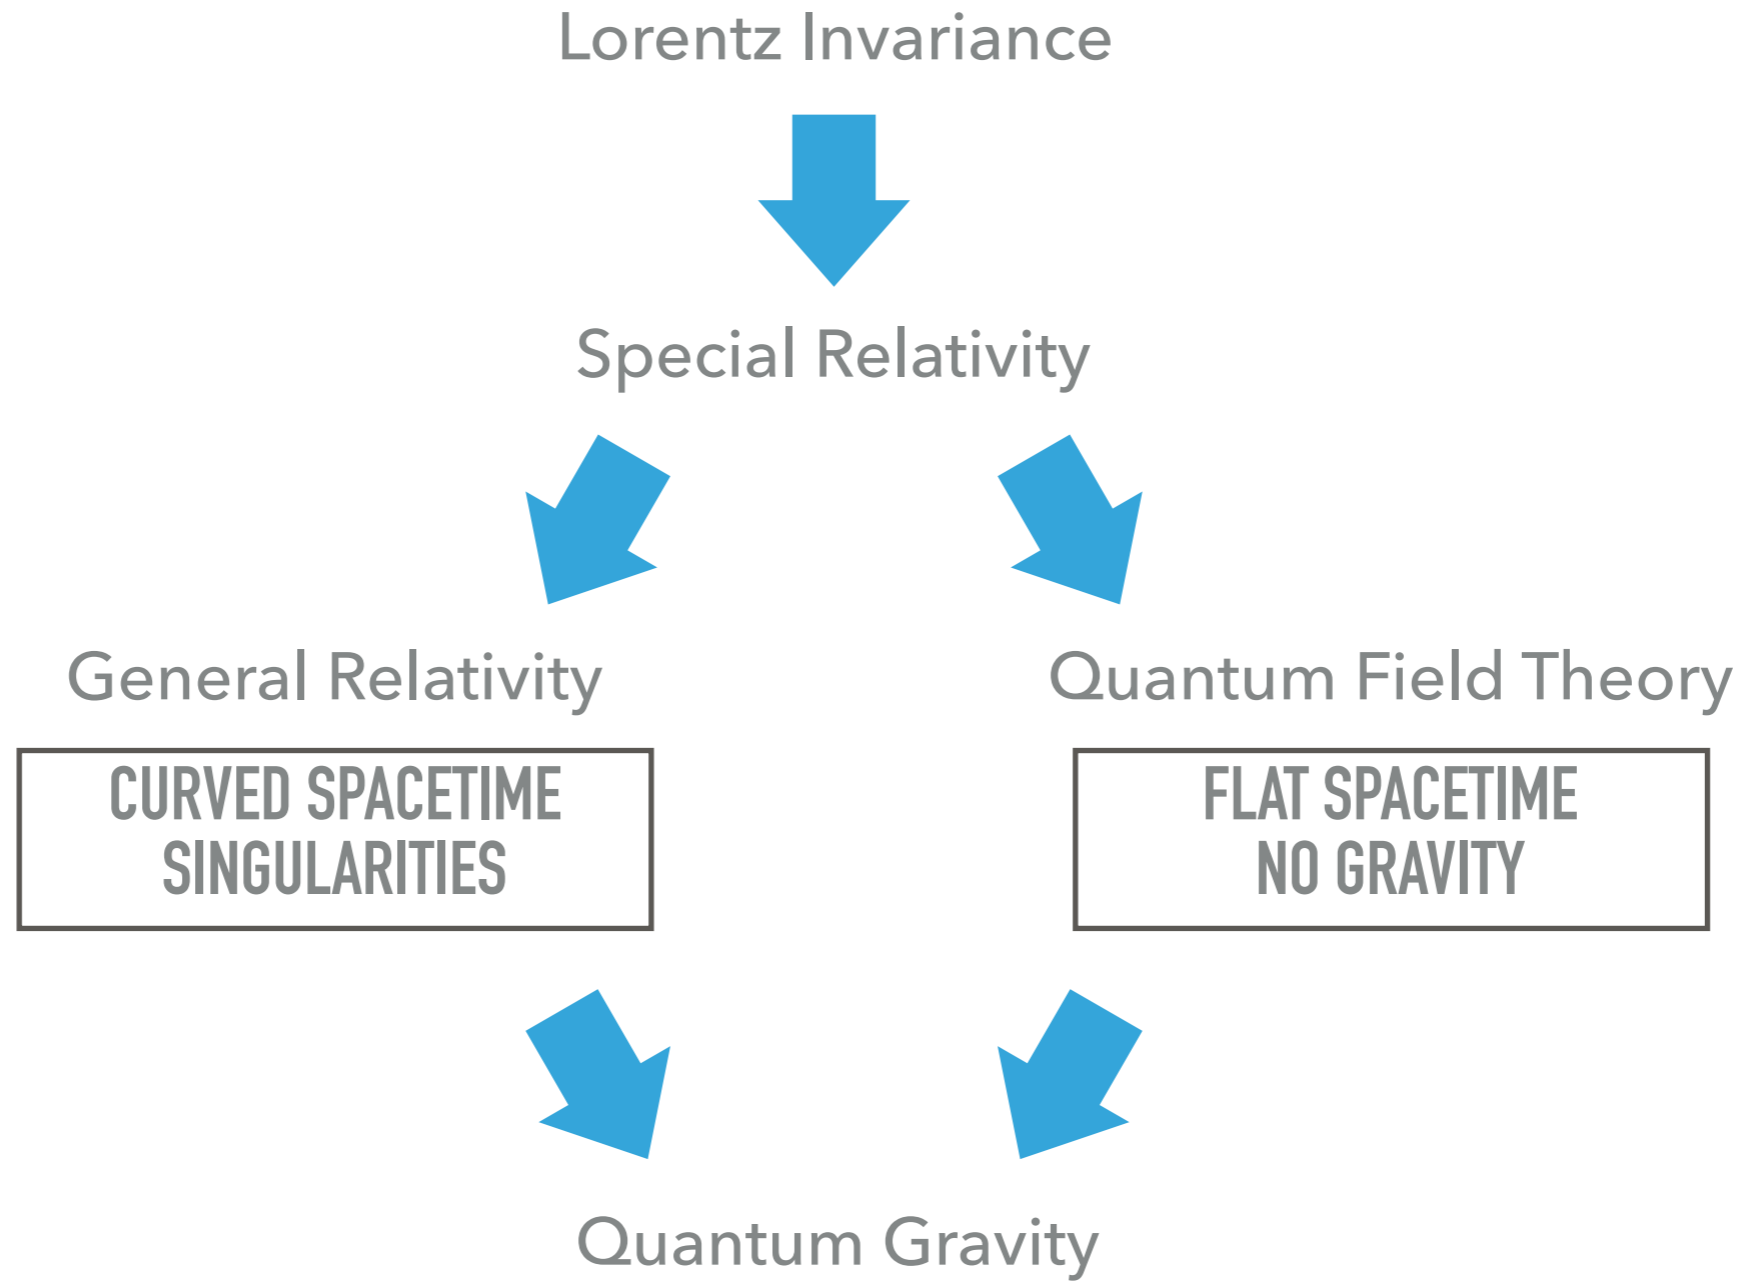 Lorentz Invariance
Special Relativity
General Relativity
Quantum Field Theory
CURVED SPACETIME
SINGULARITIES
FLAT SPACETIME
NO GRAVITY
Quantum Gravity